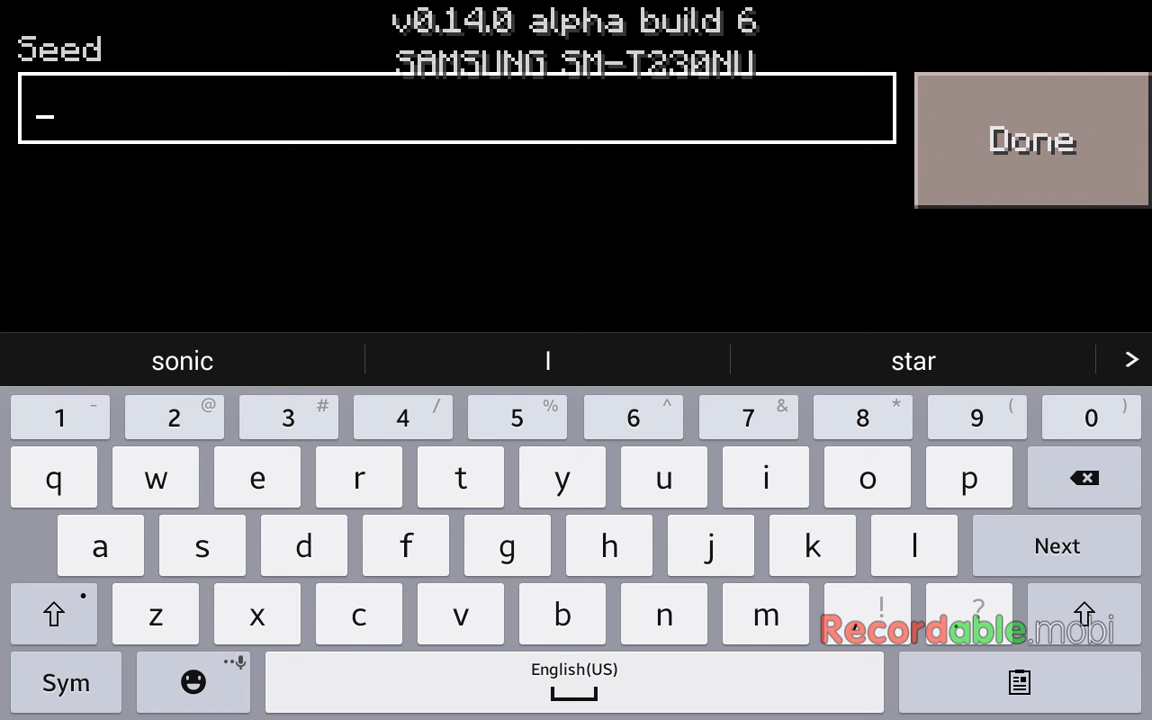 v0.14.0 alpha build 6
SAMSUNG SM-T230NU
Seed
_
Done
sonic I star >
1 - 2 @ 3 # 4 / 5 % 6 ^ 7 & 8 * 9 ( 0 )
q w e r t y u i o p
a s d f g h j k l Next
z x c v b n m , ! . ?
Recordable.mobi
Sym English(US)